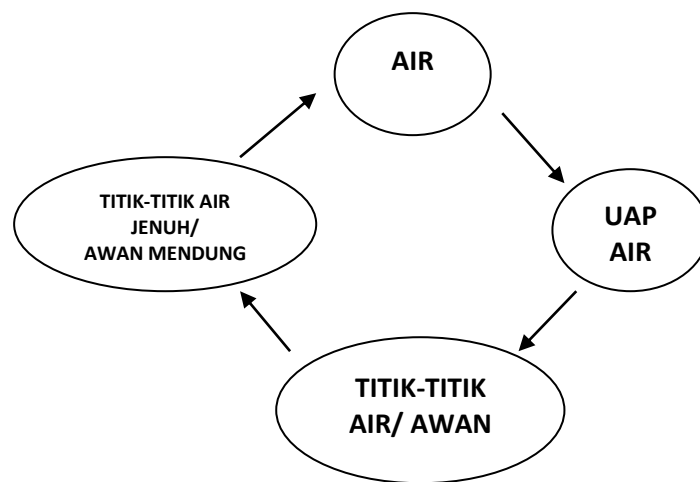 AIR
UAP
AIR
TITIK-TITIK
AIR/ AWAN
TITIK-TITIK AIR
JENUH/
AWAN MENDUNG